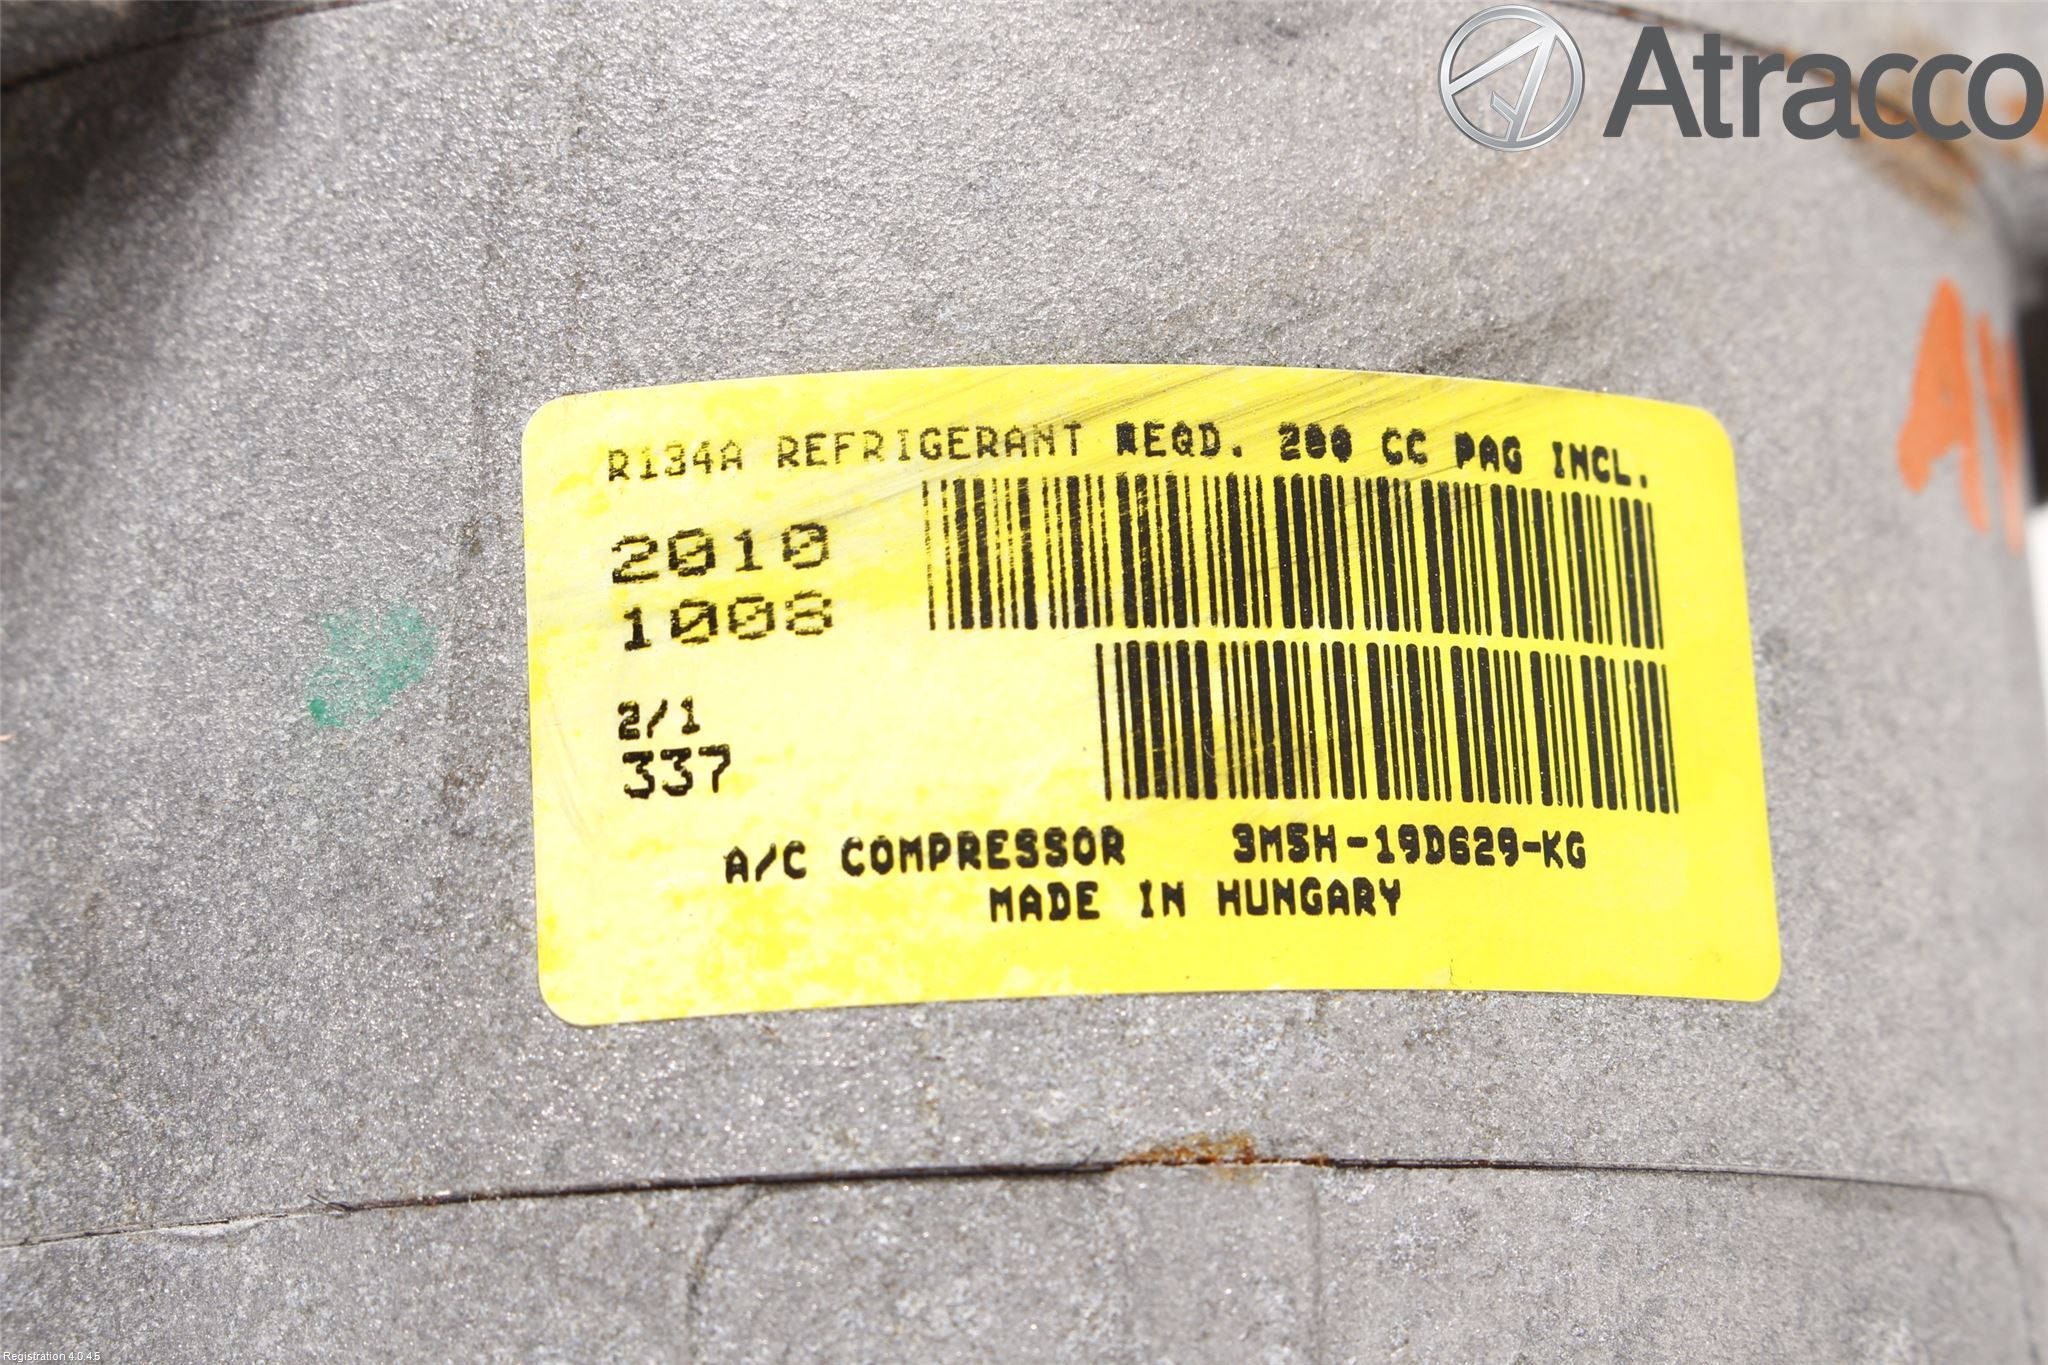 Atracco
R134A REFRIGERANT REQD. 200 CC PAG INCL.
2010
1008
2/1
337
A/C COMPRESSOR 3M5H-19D629-KG
MADE IN HUNGARY
Registration 4.0.4.5